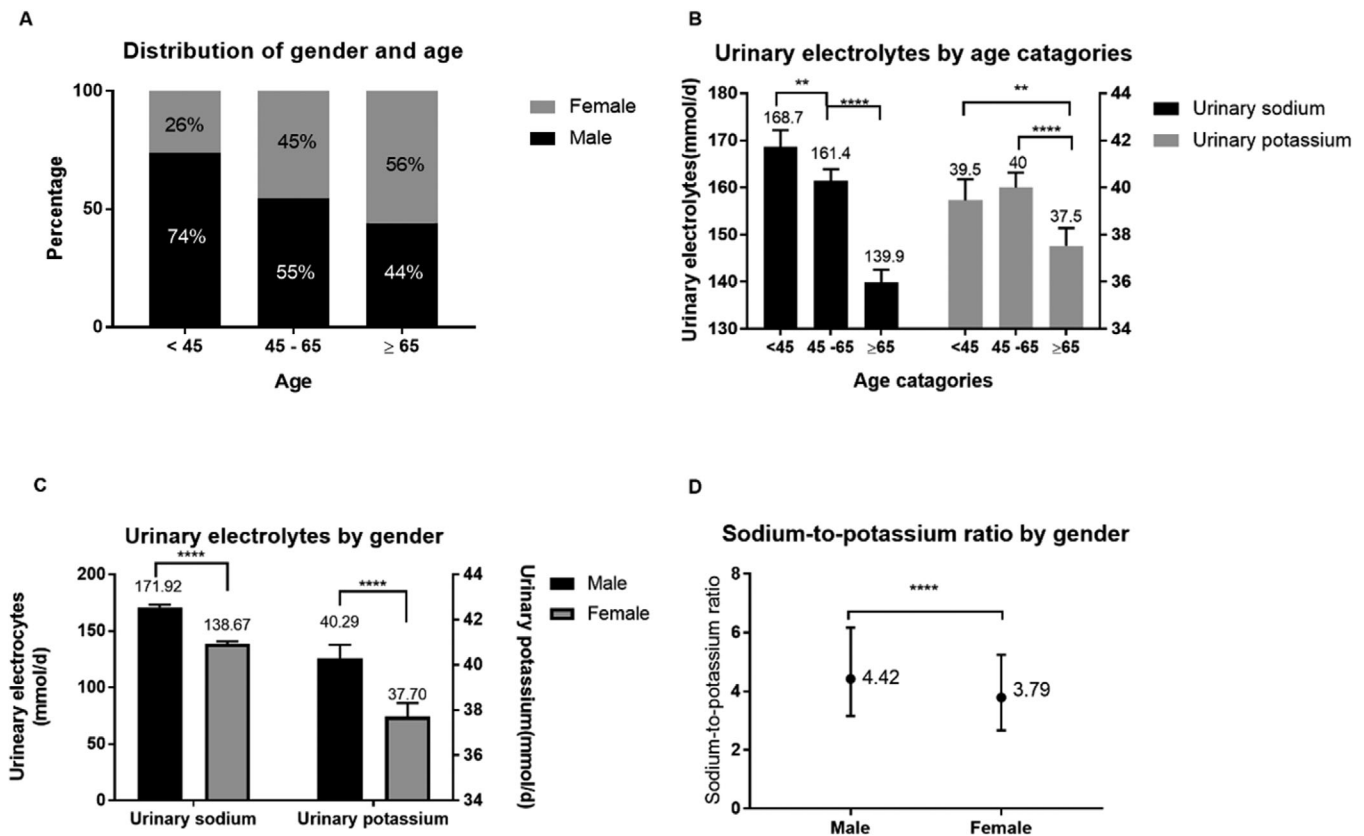 A
Distribution of gender and age
100
50
0
Percentage
26%
45%
56%
74%
55%
44%
Female
Male
< 45
45 - 65
≥ 65
Age
B
Urinary electrolytes by age catagories
180
170
160
150
140
130
Urinary electrolytes(mmol/d)
44
42
40
38
36
34
**
****
**
****
168.7
161.4
139.9
39.5
40
37.5
Urinary sodium
Urinary potassium
<45
45 -65
≥65
<45
45 -65
≥65
Age catagories
C
Urinary electrolytes by gender
200
150
100
50
0
Urineary electrocytes
(mmol/d)
44
42
40
38
36
34
Urinary potassium(mmol/d)
****
****
171.92
138.67
40.29
37.70
Male
Female
Urinary sodium
Urinary potassium
D
Sodium-to-potassium ratio by gender
8
6
4
2
0
Sodium-to-potassium ratio
****
4.42
3.79
Male
Female